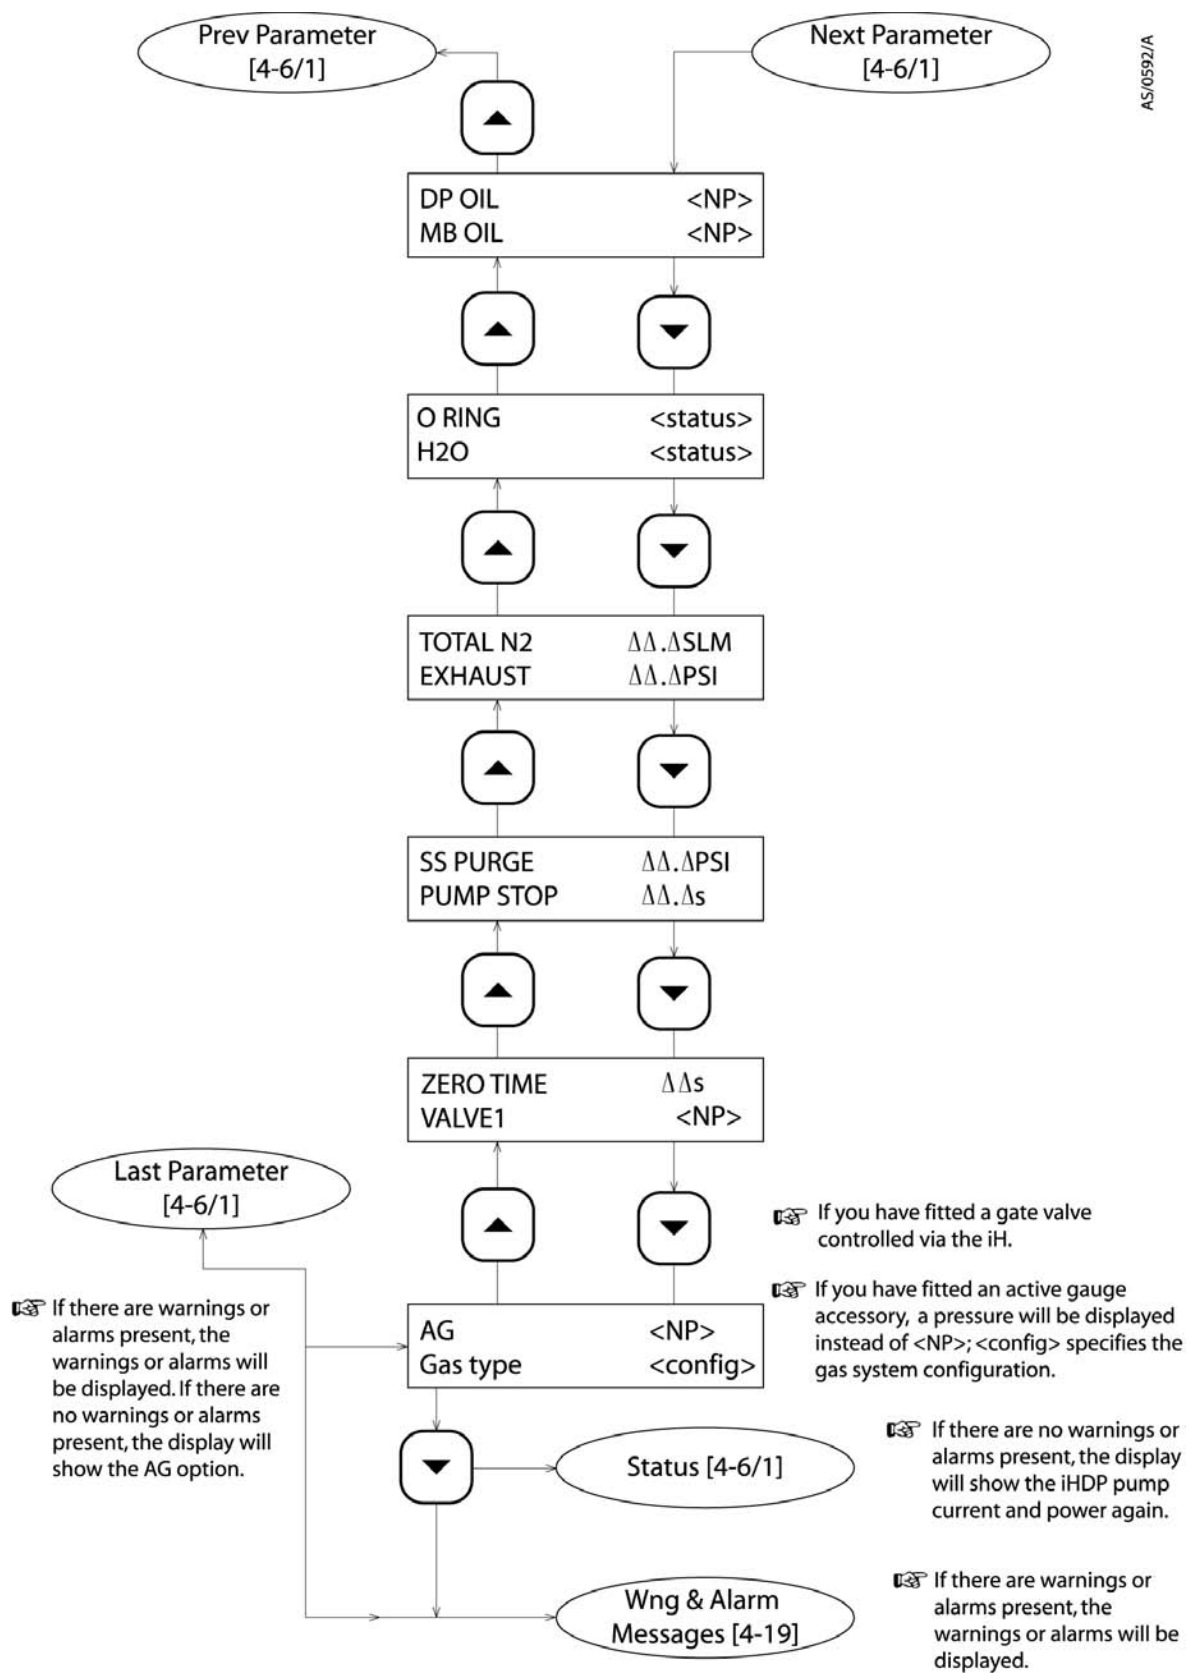 Prev Parameter
[4-6/1]
Next Parameter
[4-6/1]
AS/0592/A
DP OIL <NP>
MB OIL <NP>
O RING <status>
H2O <status>
TOTAL N2 ΔΔ.ΔSLM
EXHAUST ΔΔ.ΔPSI
SS PURGE ΔΔ.ΔPSI
PUMP STOP ΔΔ.Δs
ZERO TIME ΔΔs
VALVE1 <NP>
Last Parameter
[4-6/1]
If you have fitted a gate valve
controlled via the iH.
If you have fitted an active gauge
accessory, a pressure will be displayed
instead of <NP>; <config> specifies the
gas system configuration.
If there are warnings or
alarms present, the
warnings or alarms will
be displayed. If there are
no warnings or alarms
present, the display will
show the AG option.
AG <NP>
Gas type <config>
Status [4-6/1]
If there are no warnings or
alarms present, the display
will show the iHDP pump
current and power again.
Wng & Alarm
Messages [4-19]
If there are warnings or
alarms present, the
warnings or alarms will be
displayed.